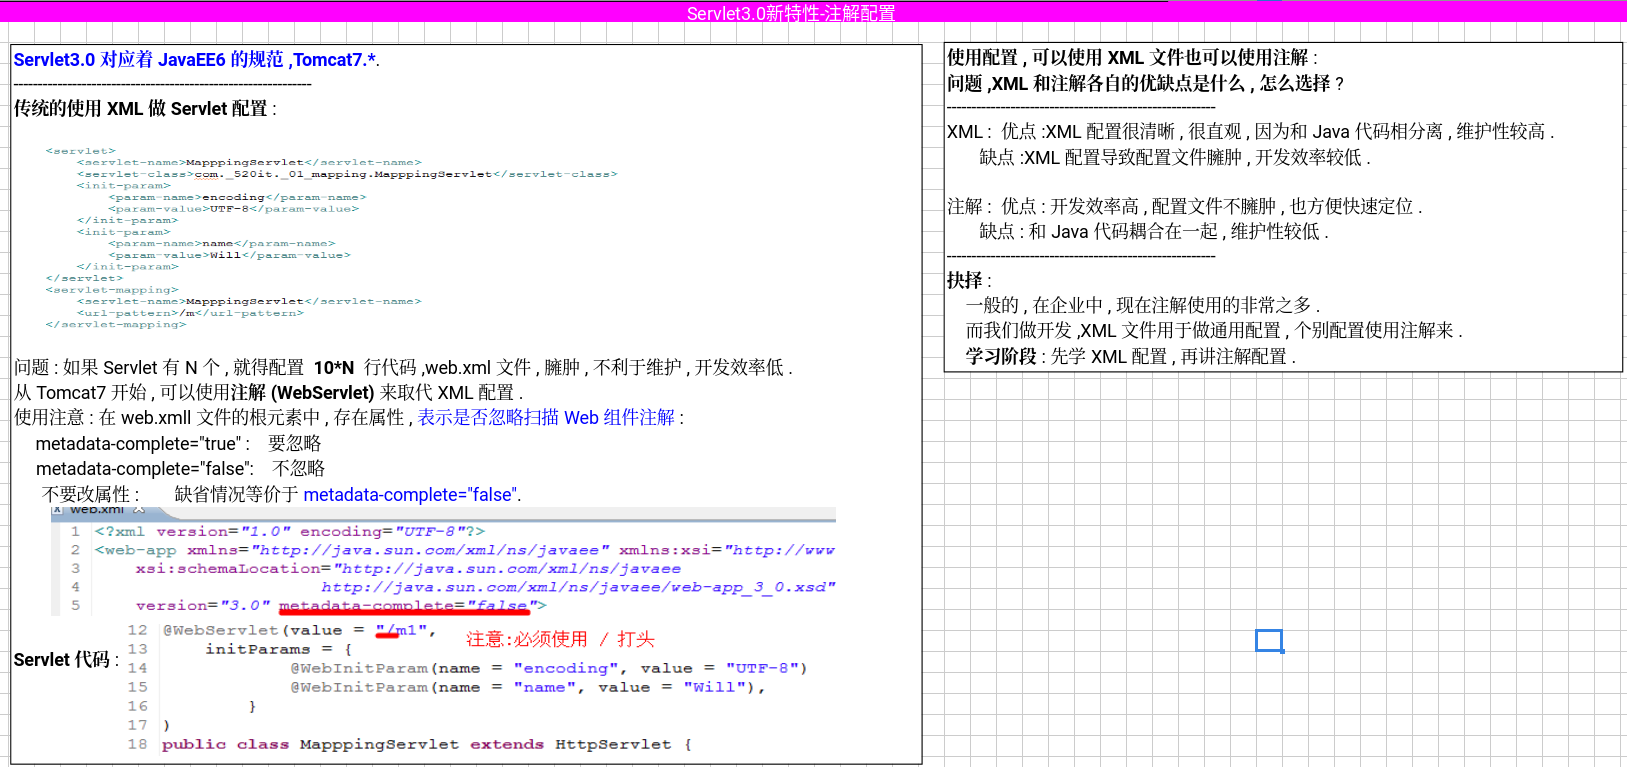 Servlet3.0新特性-注解配置
Servlet3.0 对应着 JavaEE6 的规范 ,Tomcat7.*.
-------------------------------------------------------------
传统的使用 XML 做 Servlet 配置 :
<servlet>
<servlet-name>MapppingServlet</servlet-name>
<servlet-class>com._520it._01_mapping.MapppingServlet</servlet-class>
<init-param>
<param-name>encoding</param-name>
<param-value>UTF-8</param-value>
</init-param>
<init-param>
<param-name>name</param-name>
<param-value>Will</param-value>
</init-param>
</servlet>
<servlet-mapping>
<servlet-name>MapppingServlet</servlet-name>
<url-pattern>/m</url-pattern>
</servlet-mapping>
问题 : 如果 Servlet 有 N 个 , 就得配置 10*N 行代码 ,web.xml 文件 , 臃肿 , 不利于维护 , 开发效率低 .
从 Tomcat7 开始 , 可以使用注解 (WebServlet) 来取代 XML 配置 .
使用注意 : 在 web.xmll 文件的根元素中 , 存在属性 , 表示是否忽略扫描 Web 组件注解 :
metadata-complete="true" : 要忽略
metadata-complete="false": 不忽略
不要改属性 : 缺省情况等价于 metadata-complete="false".
web.xml
1 <?xml version="1.0" encoding="UTF-8"?>
2 <web-app xmlns="http://java.sun.com/xml/ns/javaee" xmlns:xsi="http://www
3 xsi:schemaLocation="http://java.sun.com/xml/ns/javaee
4 http://java.sun.com/xml/ns/javaee/web-app_3_0.xsd"
5 version="3.0" metadata-complete="false">
Servlet 代码 :
12 @WebServlet(value = "/m1", 注意:必须使用 / 打头
13 initParams = {
14 @WebInitParam(name = "encoding", value = "UTF-8")
15 @WebInitParam(name = "name", value = "Will"),
16 }
17 )
18 public class MapppingServlet extends HttpServlet {
使用配置 , 可以使用 XML 文件也可以使用注解 :
问题 ,XML 和注解各自的优缺点是什么 , 怎么选择 ?
-------------------------------------------------------
XML : 优点 :XML 配置很清晰 , 很直观 , 因为和 Java 代码相分离 , 维护性较高 .
缺点 :XML 配置导致配置文件臃肿 , 开发效率较低 .
注解 : 优点 : 开发效率高 , 配置文件不臃肿 , 也方便快速定位 .
缺点 : 和 Java 代码耦合在一起 , 维护性较低 .
-------------------------------------------------------
抉择 :
一般的 , 在企业中 , 现在注解使用的非常之多 .
而我们做开发 ,XML 文件用于做通用配置 , 个别配置使用注解来 .
学习阶段 : 先学 XML 配置 , 再讲注解配置 .